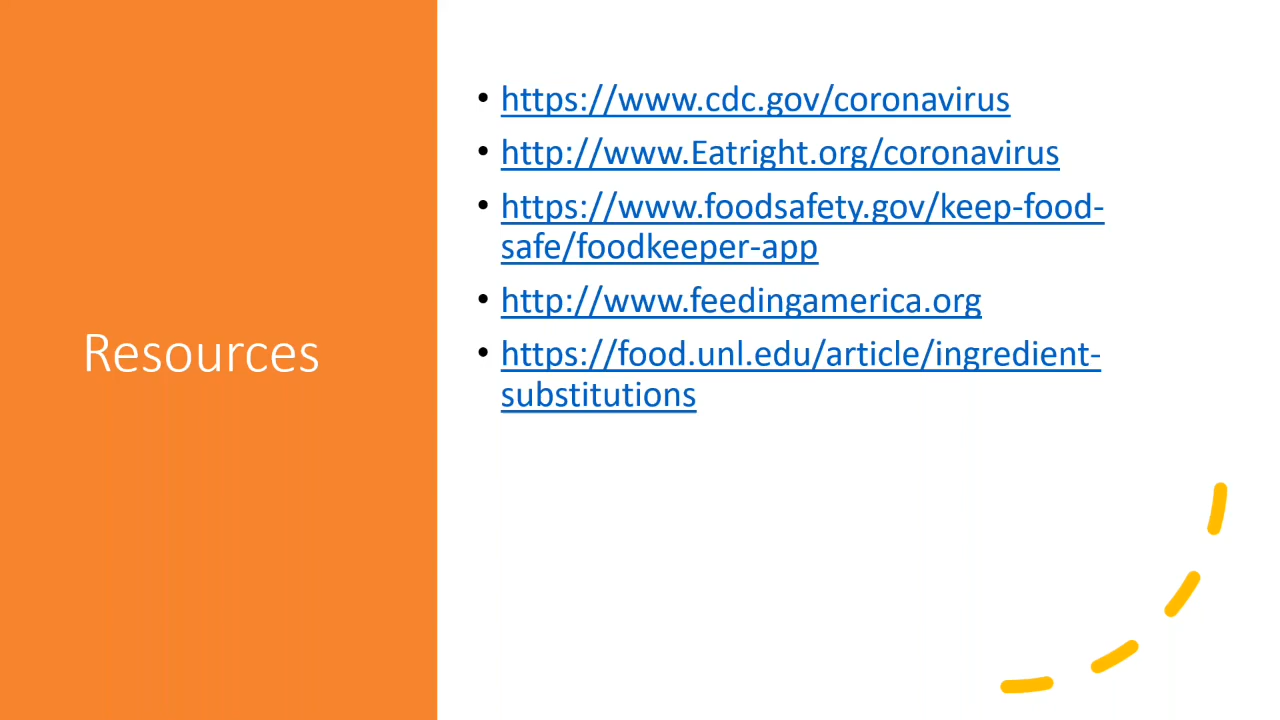 Resources
• https://www.cdc.gov/coronavirus
• http://www.Eatright.org/coronavirus
• https://www.foodsafety.gov/keep-food-
safe/foodkeeper-app
• http://www.feedingamerica.org
• https://food.unl.edu/article/ingredient-
substitutions